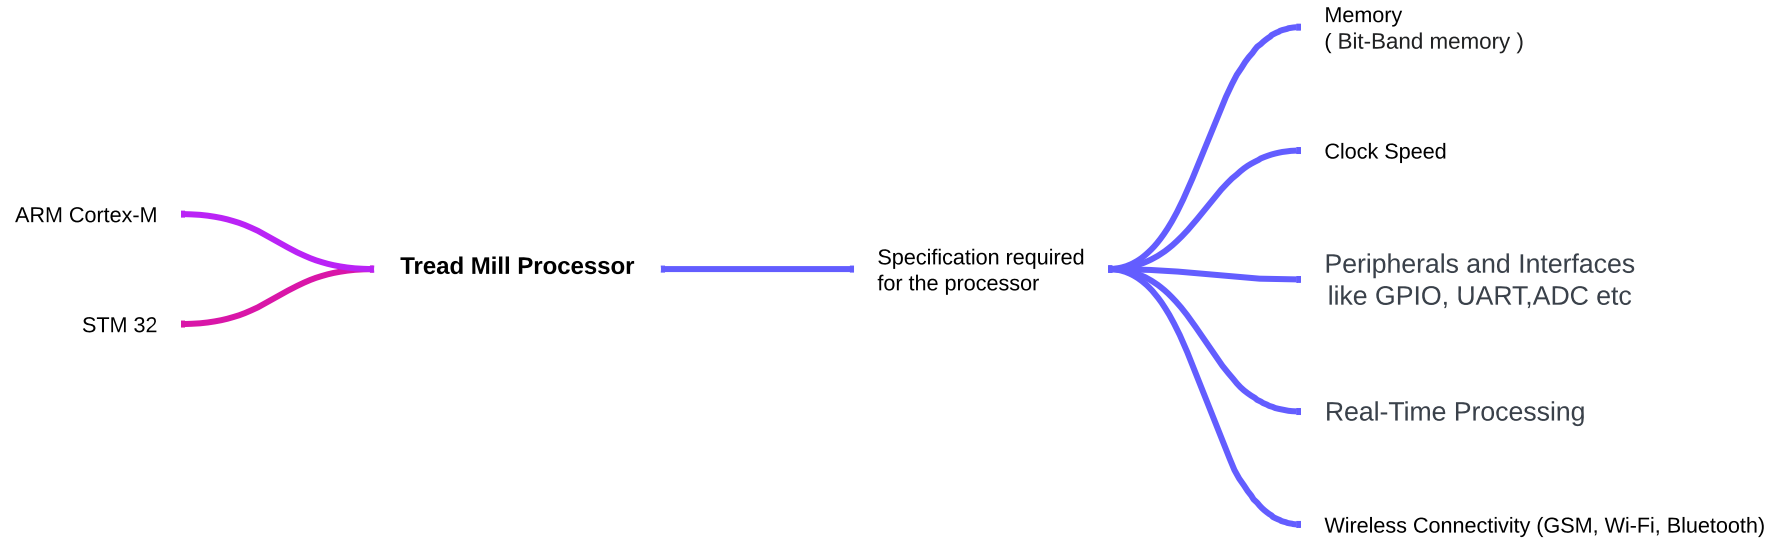 ARM Cortex-M
STM 32
Tread Mill Processor
Specification required
for the processor
Memory
( Bit-Band memory )
Clock Speed
Peripherals and Interfaces
like GPIO, UART,ADC etc
Real-Time Processing
Wireless Connectivity (GSM, Wi-Fi, Bluetooth)